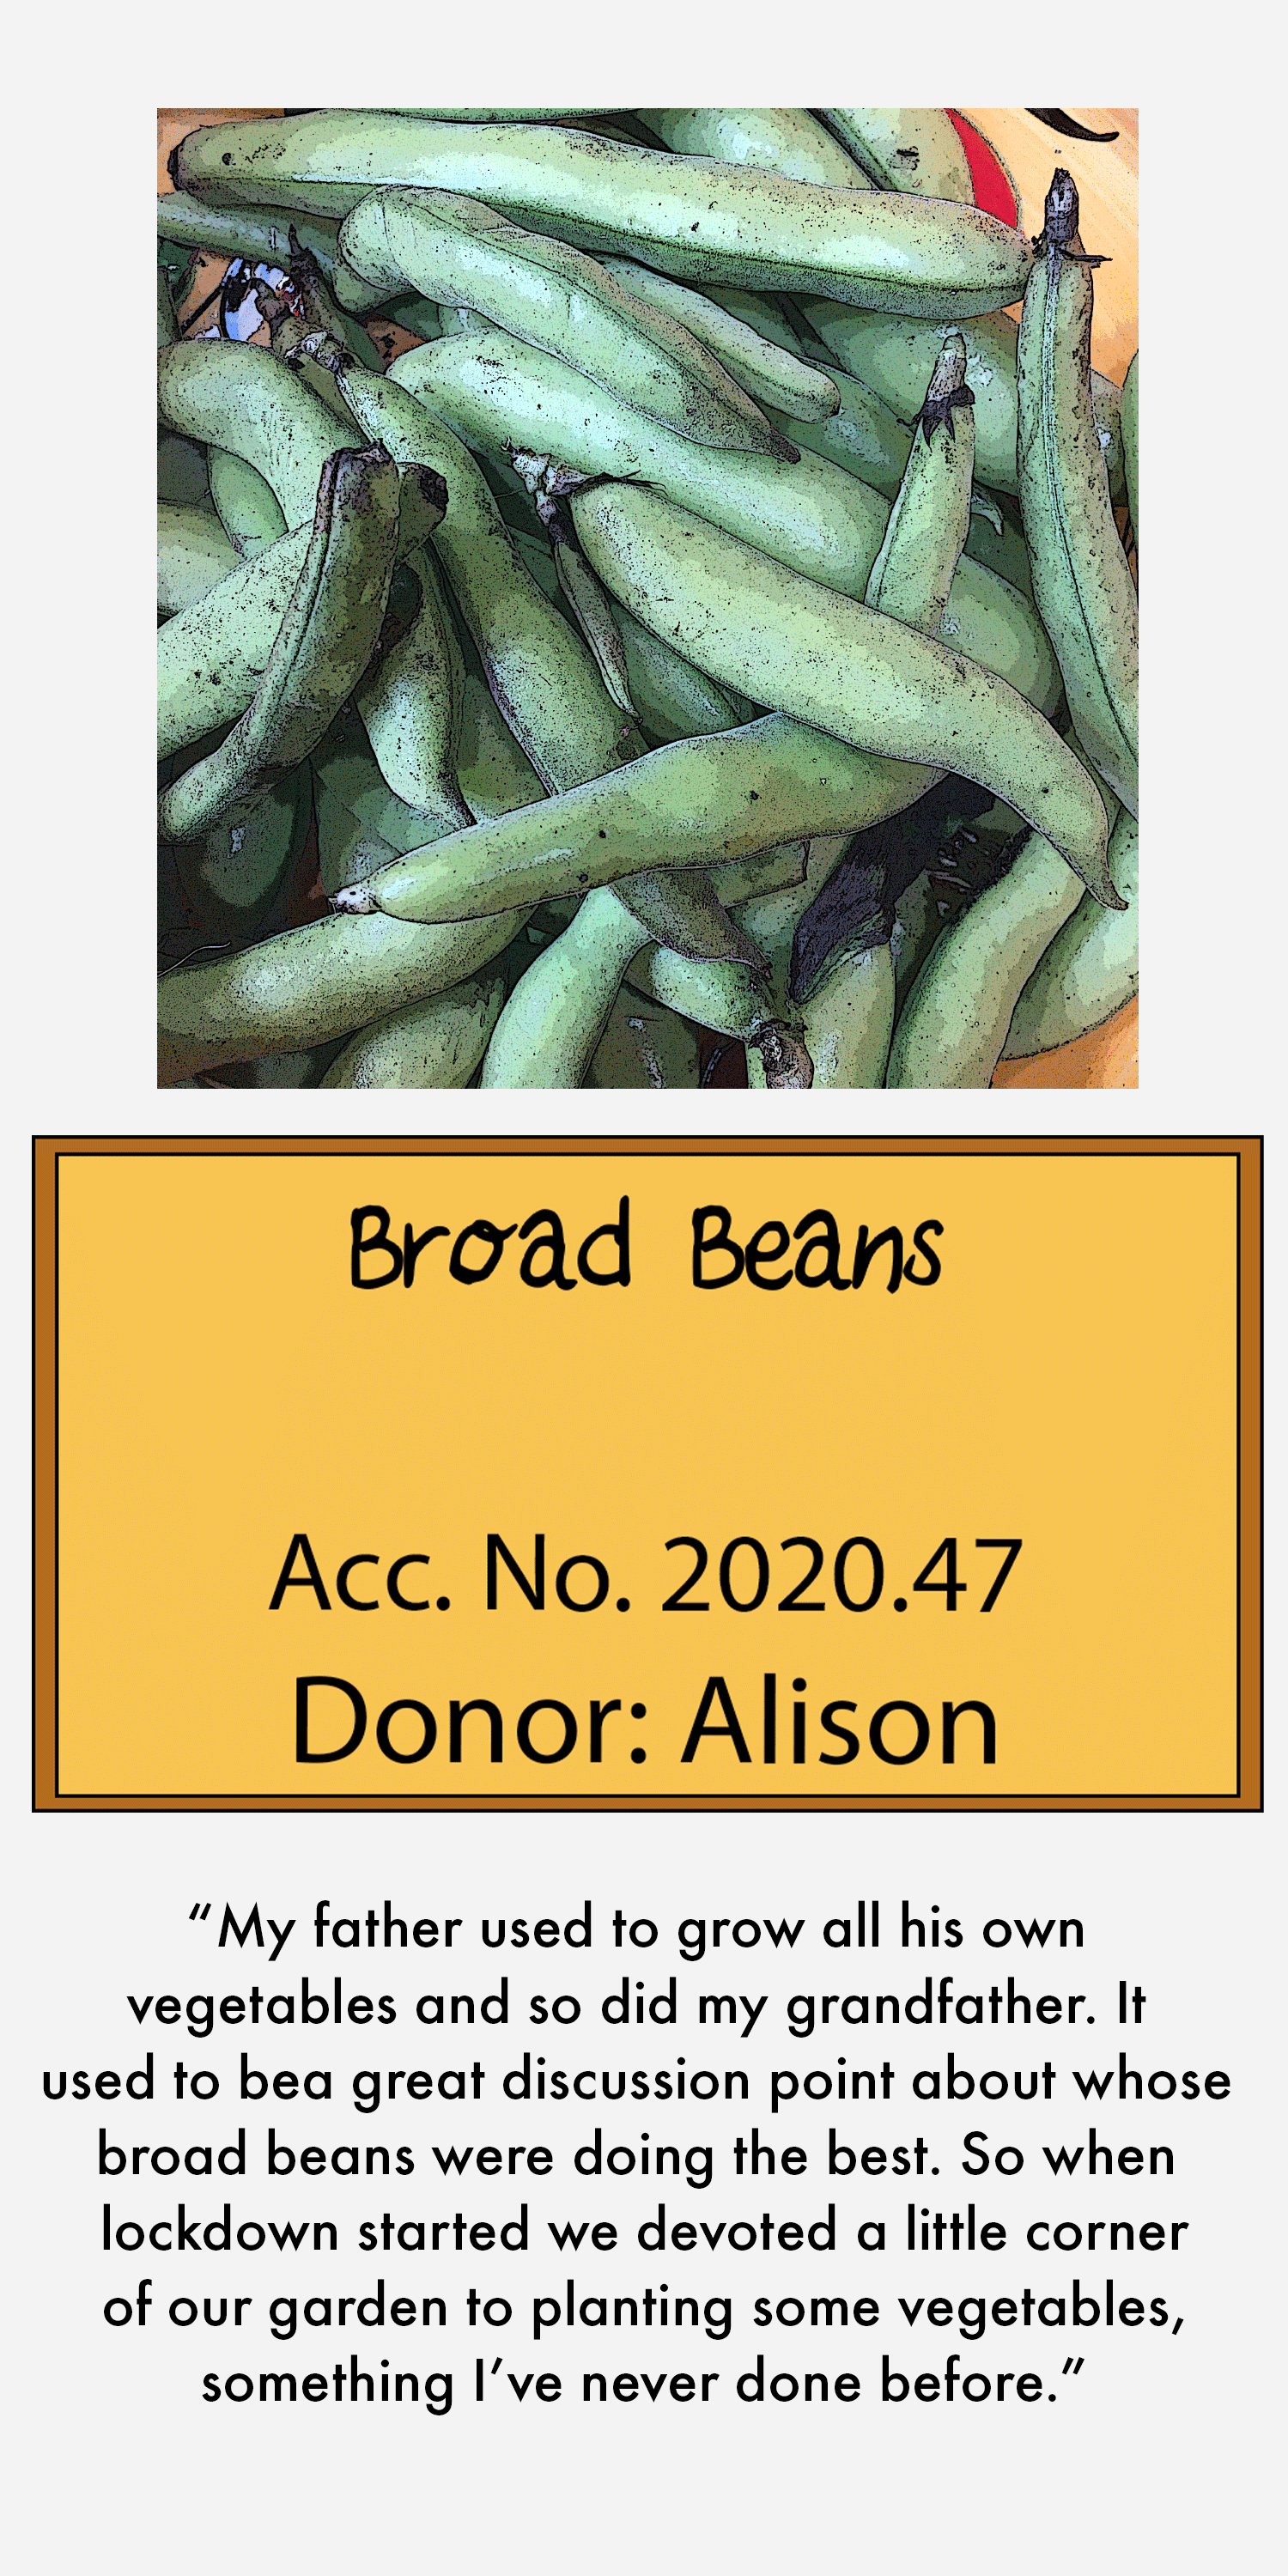 Broad Beans
Acc. No. 2020.47
Donor: Alison
“My father used to grow all his own
vegetables and so did my grandfather. It
used to bea great discussion point about whose
broad beans were doing the best. So when
lockdown started we devoted a little corner
of our garden to planting some vegetables,
something I’ve never done before.”